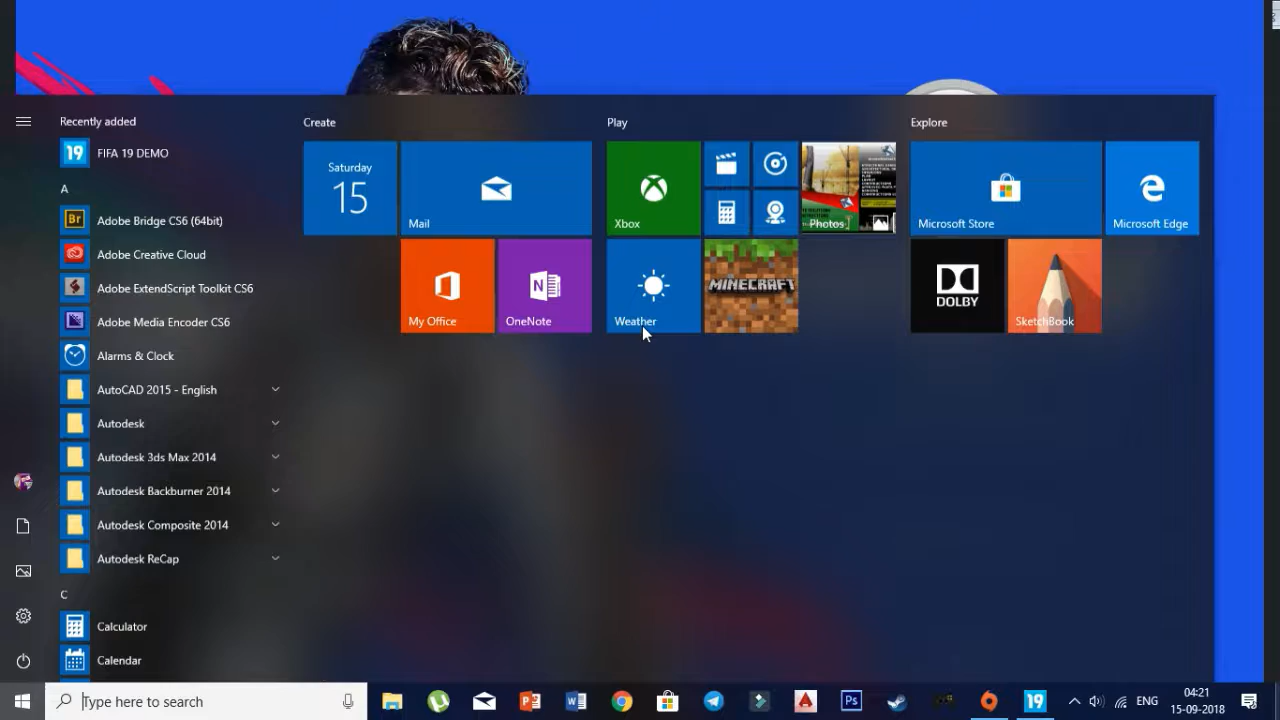 Recently added
FIFA 19 DEMO
A
Adobe Bridge CS6 (64bit)
Adobe Creative Cloud
Adobe ExtendScript Toolkit CS6
Adobe Media Encoder CS6
Alarms & Clock
AutoCAD 2015 - English
Autodesk
Autodesk 3ds Max 2014
Autodesk Backburner 2014
Autodesk Composite 2014
Autodesk ReCap
C
Calculator
Calendar
Create
Saturday
15
Mail
My Office
OneNote
Play
Xbox
Photos
Weather
MINECRAFT
Explore
Microsoft Store
Microsoft Edge
DOLBY
SketchBook
Type here to search
ENG
04:21
15-09-2018